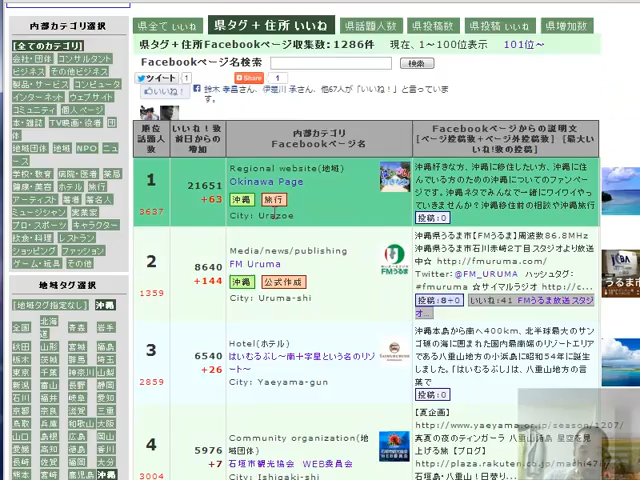 内部カテゴリ選択
[全てのカテゴリ]
会社・団体 コンサルタント
ビジネス その他ビジネス
製品・サービス コンピュータ
インターネット ウェブサイト
コミュニティ 個人ページ
本・雑誌 TV映画・役者 団体
地域団体 地域 NPO ニュース
学校・教育 病院・医者 薬局
健康・美容 ホテル 旅行
アーティスト 著者 著名人
ミュージシャン 実業家
プロ・スポーツ キャラクター
飲食・料理 レストラン
ショッピング ファッション
ゲーム・玩具 その他
地域タグ選択
[地域タグ指定なし] 沖縄
全国 北海道 青森 岩手
秋田 山形 宮城 福島
栃木 茨城 群馬 埼玉
東京 千葉 神奈川 山梨
新潟 富山 長野 静岡
石川 福井 岐阜 愛知
京都 奈良 滋賀 三重
鳥取 兵庫 和歌山 大阪
山口 島根 広島 岡山
愛媛 高知 徳島 香川
長崎 佐賀 福岡 大分
熊本 宮崎 鹿児島 沖縄
県全て いいね 県タグ＋住所 いいね 県話題人数 県投稿数 県投稿 いいね 県増加数
県タグ＋住所Facebookページ収集数: 1286件 現在、1～100位表示 101位～
Facebookページ名検索 検索
ツイート 1 Share 1
いいね! 鈴木 孝昌さん、伊差川 承さん、他67人が「いいね!」と言っています。
順位 話題人数
いいね!数 前日からの増加
内部カテゴリ
Facebookページ名
Facebookページからの説明文
[ページ投稿数＋ページ外投稿数] [最大いいね!数の投稿]
1
3637
21651
+63
Regional website(地域)
Okinawa Page
沖縄 旅行
City: Urazoe
沖縄好きな方、沖縄に移住したい方、沖縄に住んでいる方のための沖縄についてのファンページです。沖縄ネタでみんなで一緒にワイワイやっていきませんか?沖縄移住前の相談や沖縄旅行
投稿:0
2
1359
8640
+144
Media/news/publishing
FM Uruma
沖縄 公式作成
City: Uruma-shi
FMうるま
沖縄県うるま市【FMうるま】周波数86.8MHz
沖縄県うるま市石川赤崎2丁目スタジオより放送中☆ http://fmuruma.com/
Twitter:@FM_URUMA ハッシュタグ:
#fmuruma ☆サイマルラジオ http://c...
投稿:8+0 いいね:41 FMうるま放送スタジオ...
3
2859
6540
+26
Hotel(ホテル)
はいむるぶし～南十字星という名のリゾート～
City: Yaeyama-gun
沖縄本島から南へ400km、北半球最大のサンゴ礁の海に囲まれた国内最南端のリゾートエリアである八重山地方の小浜島に昭和54年に誕生しました。「はいむるぶし」は、八重山地方の言葉で
投稿:0
4
3004
5976
+7
Community organization(地域団体)
石垣市観光協会 WEB委員会
City: Ishigaki-shi
【夏企画】
http://www.yaeyama.or.jp/season/1207/
真夏の夜のティンガーラ 八重山諸島 星空を見上げる旅【ブログ】